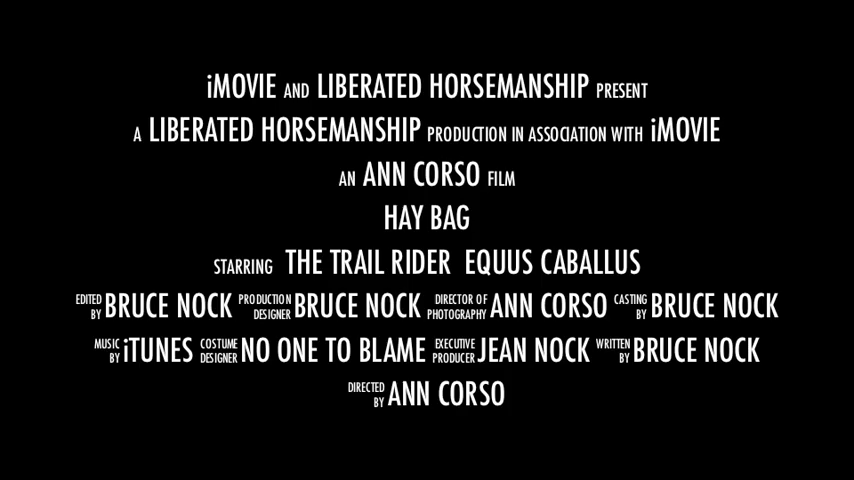 iMOVIE AND LIBERATED HORSEMANSHIP PRESENT
A LIBERATED HORSEMANSHIP PRODUCTION IN ASSOCIATION WITH iMOVIE
AN ANN CORSO FILM
HAY BAG
STARRING THE TRAIL RIDER EQUUS CABALLUS
EDITED BY BRUCE NOCK PRODUCTION DESIGNER BRUCE NOCK DIRECTOR OF PHOTOGRAPHY ANN CORSO CASTING BY BRUCE NOCK
MUSIC BY iTUNES COSTUME DESIGNER NO ONE TO BLAME EXECUTIVE PRODUCER JEAN NOCK WRITTEN BY BRUCE NOCK
DIRECTED BY ANN CORSO